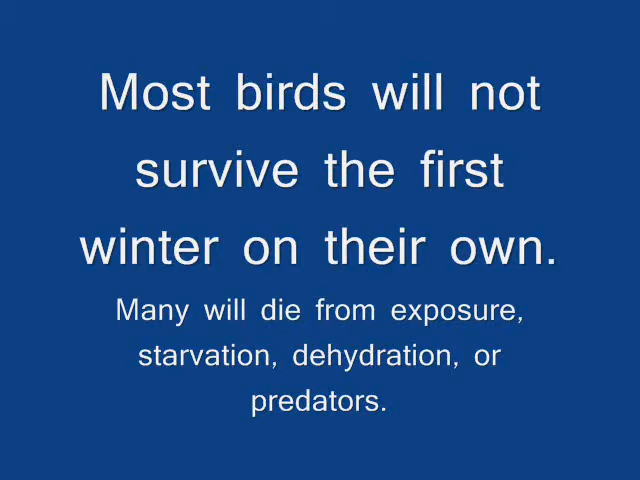 Most birds will not
survive the first
winter on their own.
Many will die from exposure,
starvation, dehydration, or
predators.